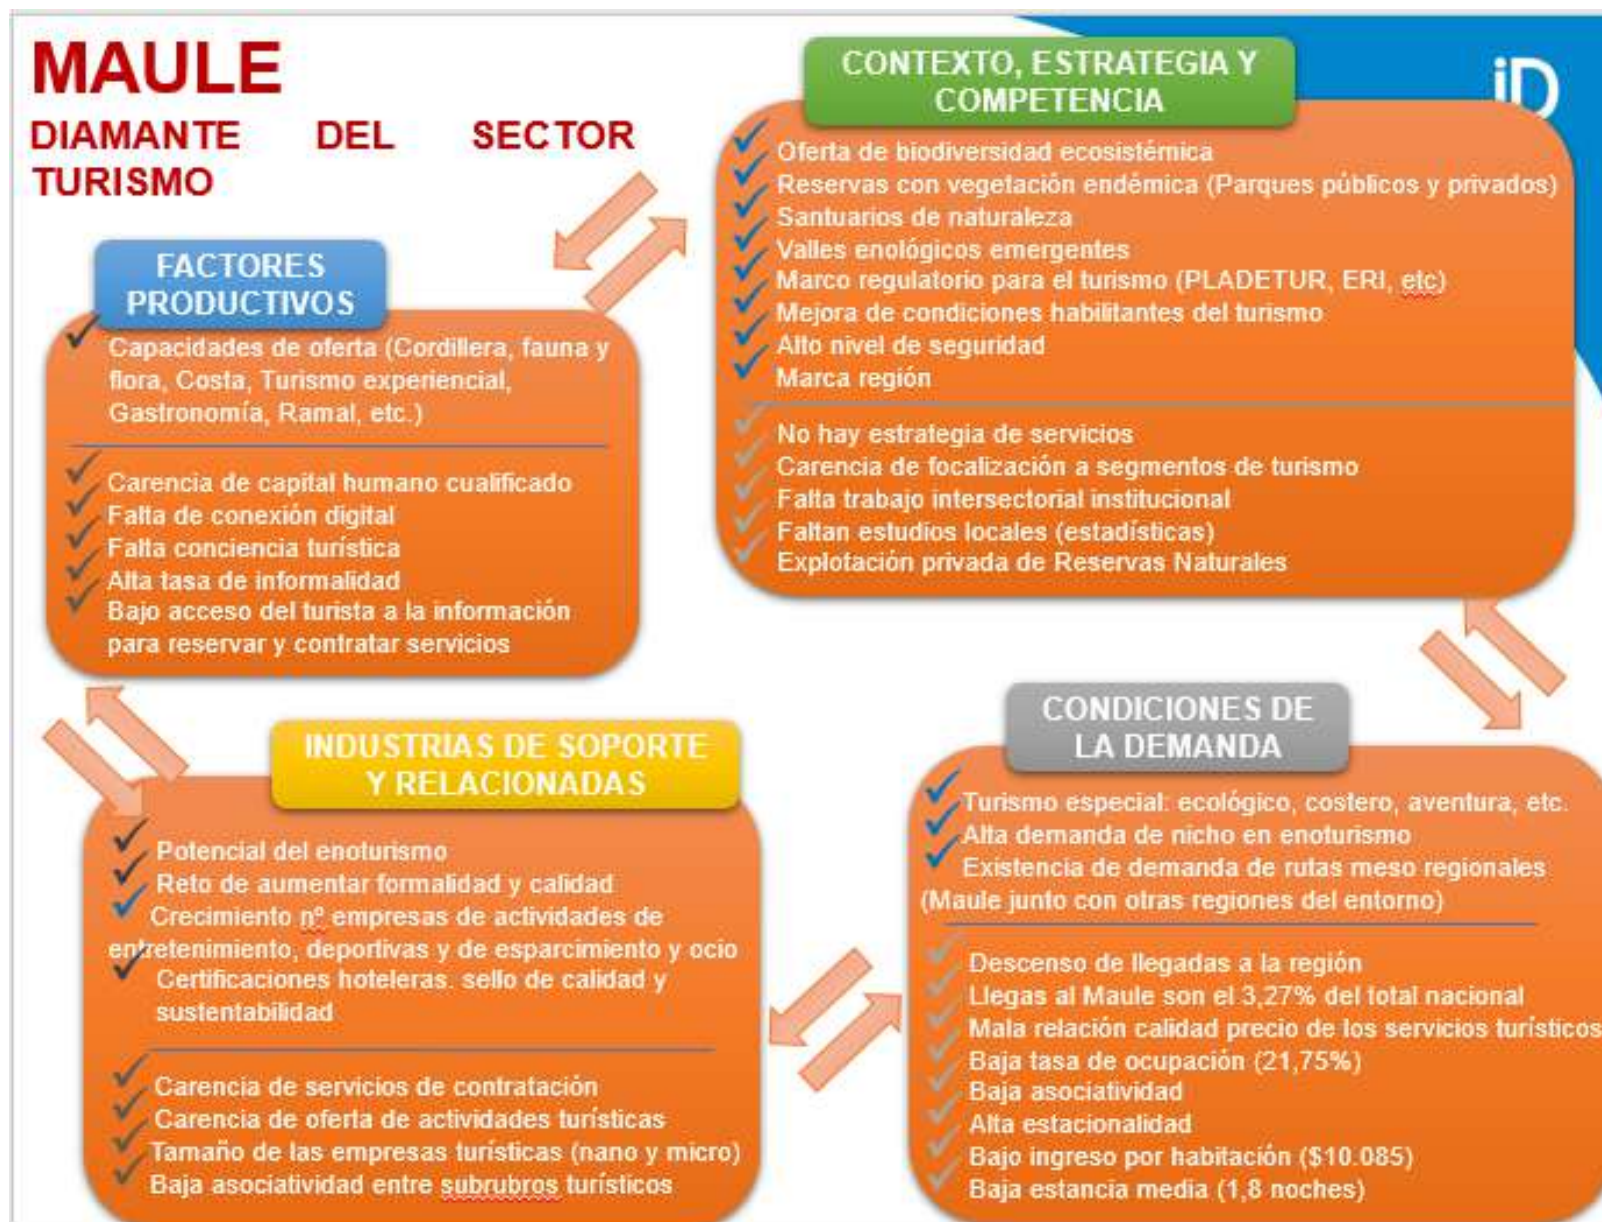 MAULE
DIAMANTE DEL SECTOR
TURISMO
iD
CONTEXTO, ESTRATEGIA Y
COMPETENCIA
Oferta de biodiversidad ecosistémica
Reservas con vegetación endémica (Parques públicos y privados)
Santuarios de naturaleza
Valles enológicos emergentes
Marco regulatorio para el turismo (PLADETUR, ERI, etc)
Mejora de condiciones habilitantes del turismo
Alto nivel de seguridad
Marca región
No hay estrategia de servicios
Carencia de focalización a segmentos de turismo
Falta trabajo intersectorial institucional
Faltan estudios locales (estadísticas)
Explotación privada de Reservas Naturales
FACTORES
PRODUCTIVOS
Capacidades de oferta (Cordillera, fauna y
flora, Costa, Turismo experiencial,
Gastronomía, Ramal, etc.)
Carencia de capital humano cualificado
Falta de conexión digital
Falta conciencia turística
Alta tasa de informalidad
Bajo acceso del turista a la información
para reservar y contratar servicios
INDUSTRIAS DE SOPORTE
Y RELACIONADAS
Potencial del enoturismo
Reto de aumentar formalidad y calidad
Crecimiento nº empresas de actividades de
entretenimiento, deportivas y de esparcimiento y ocio
Certificaciones hoteleras. sello de calidad y
sustentabilidad
Carencia de servicios de contratación
Carencia de oferta de actividades turísticas
Tamaño de las empresas turísticas (nano y micro)
Baja asociatividad entre subrubros turísticos
CONDICIONES DE
LA DEMANDA
Turismo especial: ecológico, costero, aventura, etc.
Alta demanda de nicho en enoturismo
Existencia de demanda de rutas meso regionales
(Maule junto con otras regiones del entorno)
Descenso de llegadas a la región
Llegas al Maule son el 3,27% del total nacional
Mala relación calidad precio de los servicios turísticos
Baja tasa de ocupación (21,75%)
Baja asociatividad
Alta estacionalidad
Bajo ingreso por habitación ($10.085)
Baja estancia media (1,8 noches)